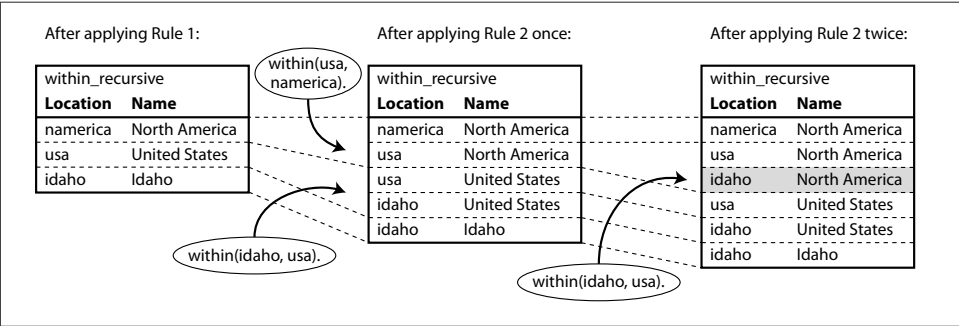 After applying Rule 1:
within_recursive
Location Name
namerica North America
usa United States
idaho Idaho
within(usa,
namerica).
within(idaho, usa).
After applying Rule 2 once:
within_recursive
Location Name
namerica North America
usa North America
usa United States
idaho United States
idaho Idaho
within(idaho, usa).
After applying Rule 2 twice:
within_recursive
Location Name
namerica North America
usa North America
idaho North America
usa United States
idaho United States
idaho Idaho